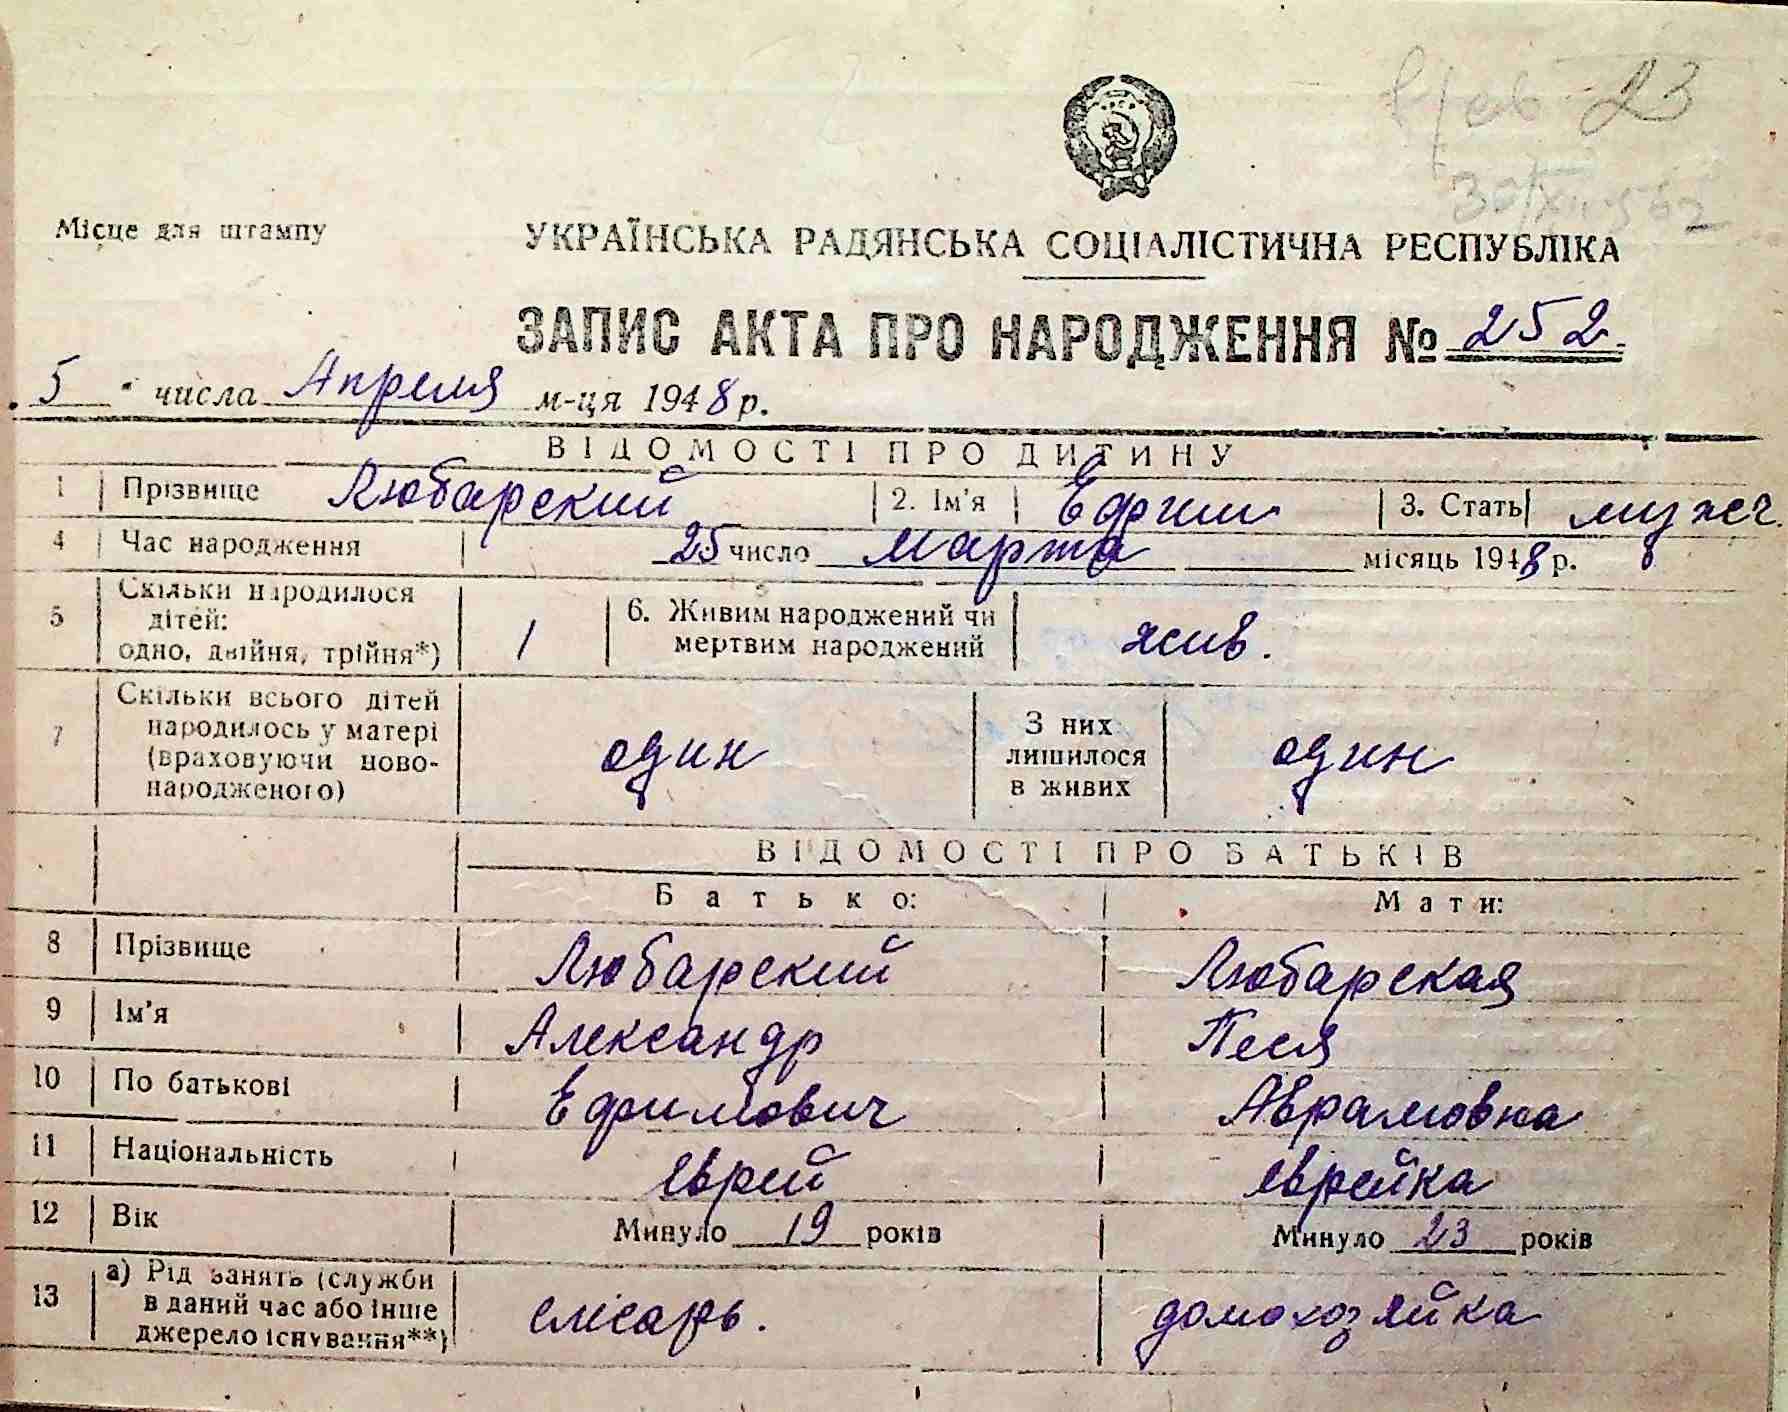 23
Місце для штампу
УКРАЇНСЬКА РАДЯНСЬКА СОЦІАЛІСТИЧНА РЕСПУБЛІКА
ЗАПИС АКТА ПРО НАРОДЖЕННЯ № 252
5 " числа Апреля м-ця 1948 р.
ВІДОМОСТІ ПРО ДИТИНУ
1 Прізвище Любарский 2. Ім'я Ефим 3. Стать мужс.
4 Час народження 25 число Марта місяць 1948 р.
5 Скільки народилося дітей: одно, двійня, трійня*) 1 6. Живим народжений чи мертвим народжений жив.
7 Скільки всього дітей народилось у матері (враховуючи новонародженого) один З них лишилося в живих один
ВІДОМОСТІ ПРО БАТЬКІВ
Батько: Мати:
8 Прізвище Любарский Любарская
9 Ім'я Александр Песя
10 По батькові Ефимович Аврамовна
11 Національність еврей еврейка
12 Вік Минуло 19 років Минуло 23 років
13 а) Рід занять (служби в даний час або інше джерело існування**) слісарь. домохозяйка